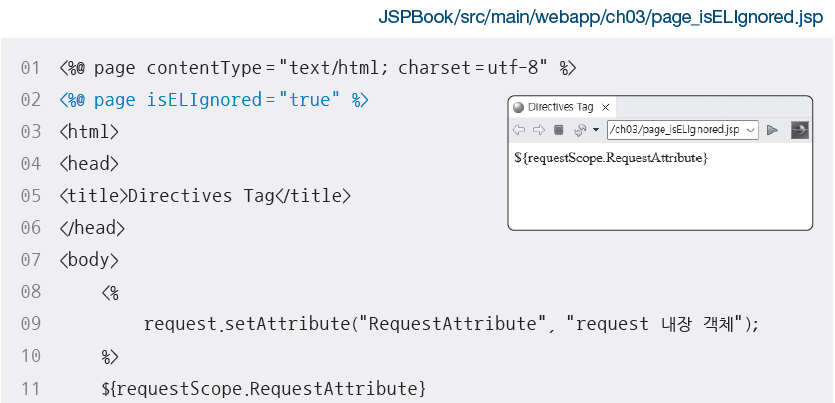 JSPBook/src/main/webapp/ch03/page_isELIgnored.jsp
01 <%@ page contentType="text/html; charset=utf-8" %>
02 <%@ page isELIgnored="true" %>
03 <html>
04 <head>
05 <title>Directives Tag</title>
06 </head>
07 <body>
08 <%
09 request.setAttribute("RequestAttribute", "request 내장 객체");
10 %>
11 ${requestScope.RequestAttribute}
Directives Tag
/ch03/page_isELIgnored.jsp
${requestScope.RequestAttribute}